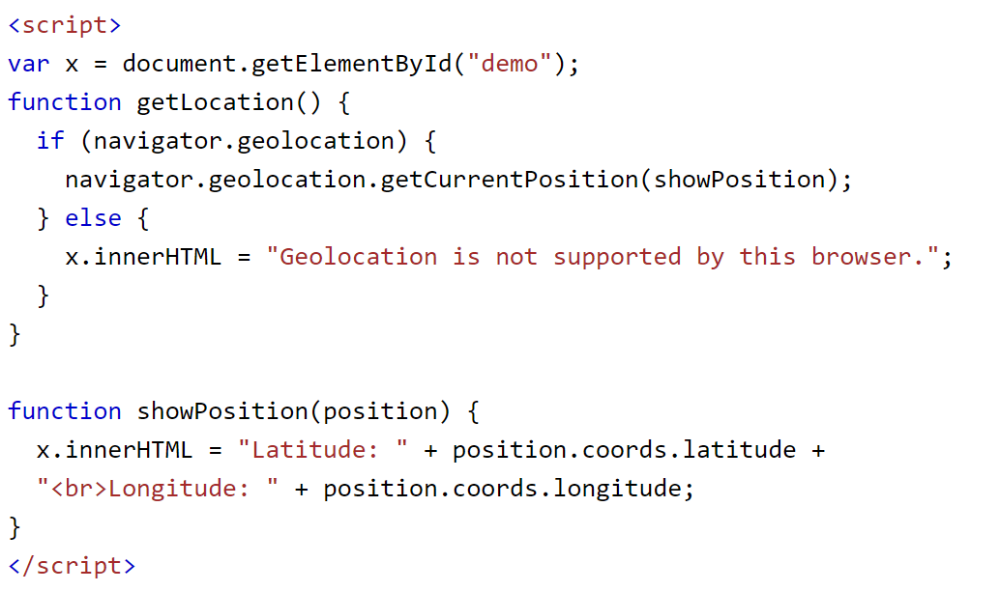 <script>
var x = document.getElementById("demo");
function getLocation() {
  if (navigator.geolocation) {
    navigator.geolocation.getCurrentPosition(showPosition);
  } else {
    x.innerHTML = "Geolocation is not supported by this browser.";
  }
}

function showPosition(position) {
  x.innerHTML = "Latitude: " + position.coords.latitude +
  "<br>Longitude: " + position.coords.longitude;
}
</script>